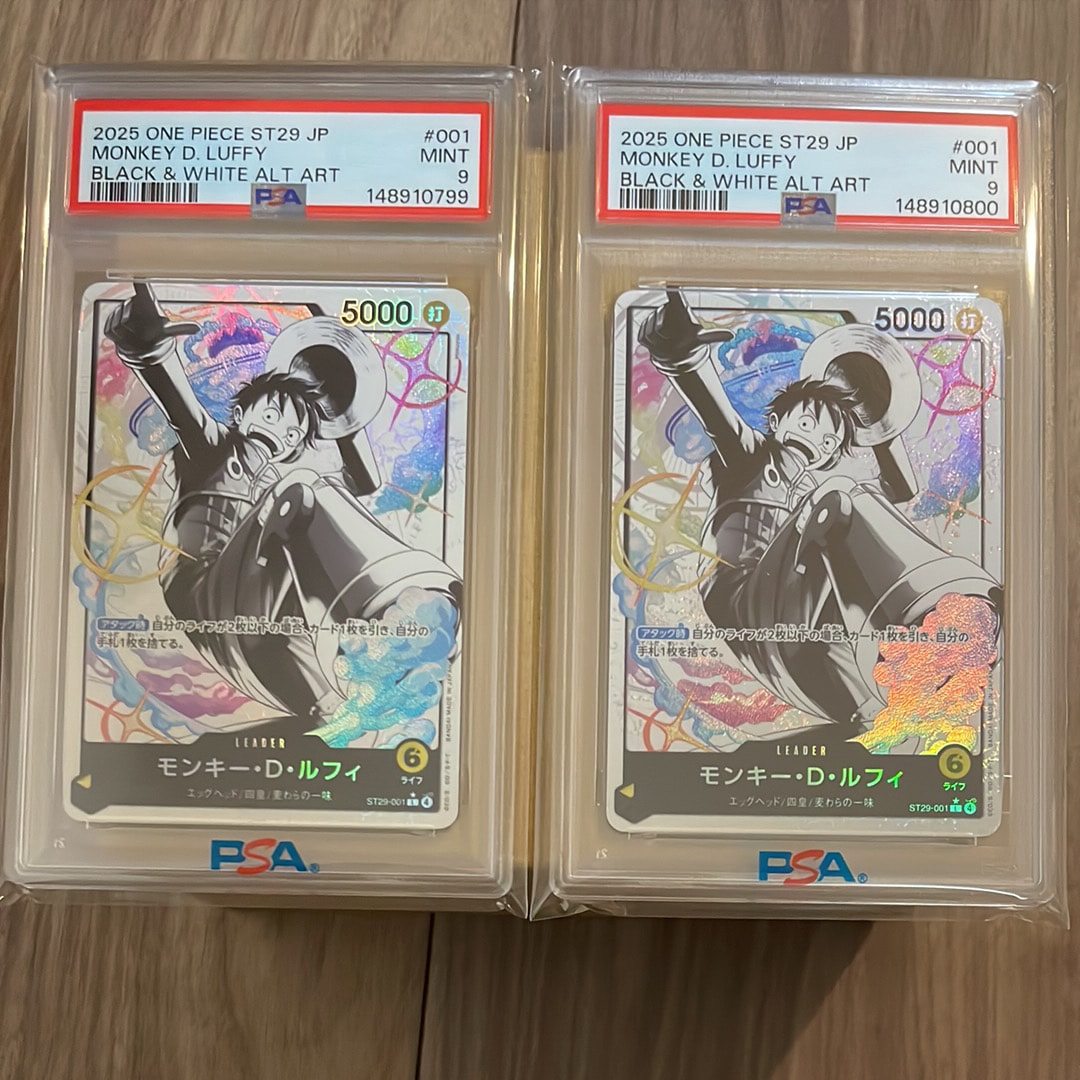 2025 ONE PIECE ST29 JP #001
MONKEY D. LUFFY MINT
BLACK & WHITE ALT ART 9
PSA 148910799
5000 打
アタック時 自分のライフが2枚以下の場合、カード1枚を引き、自分の
手札1枚を捨てる。
LEADER
モンキー・D・ルフィ 6
ライフ
エッグヘッド/四皇/麦わらの一味
ST29-001 L 4
PSA®
2025 ONE PIECE ST29 JP #001
MONKEY D. LUFFY MINT
BLACK & WHITE ALT ART 9
PSA 148910800
5000 打
アタック時 自分のライフが2枚以下の場合、カード1枚を引き、自分の
手札1枚を捨てる。
LEADER
モンキー・D・ルフィ 6
ライフ
エッグヘッド/四皇/麦わらの一味
ST29-001 L 4
PSA®